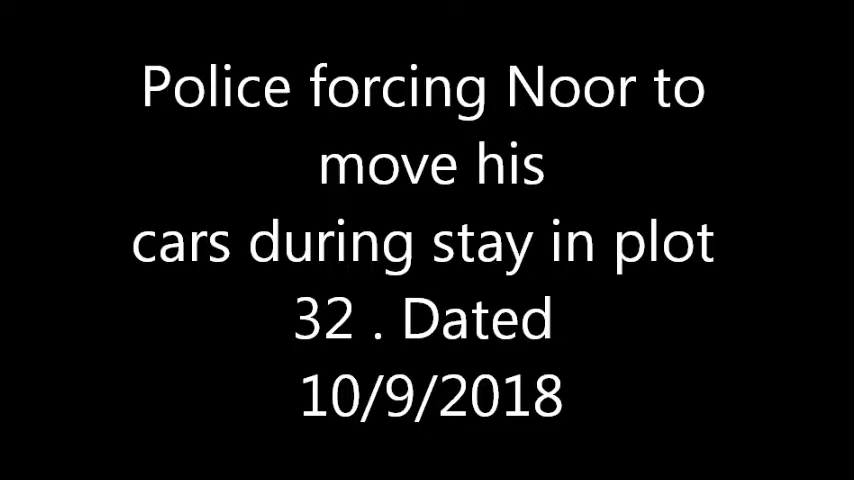 Police forcing Noor to
move his
cars during stay in plot
32 . Dated
10/9/2018